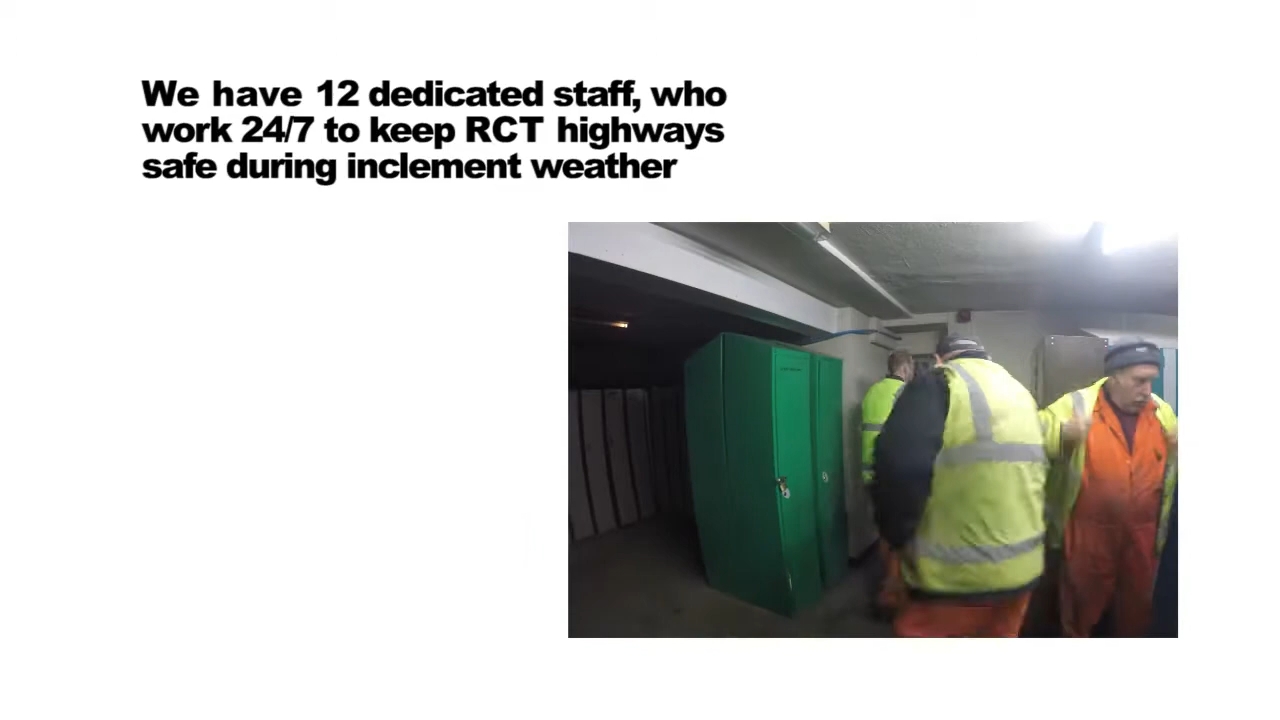 We have 12 dedicated staff, who
work 24/7 to keep RCT highways
safe during inclement weather